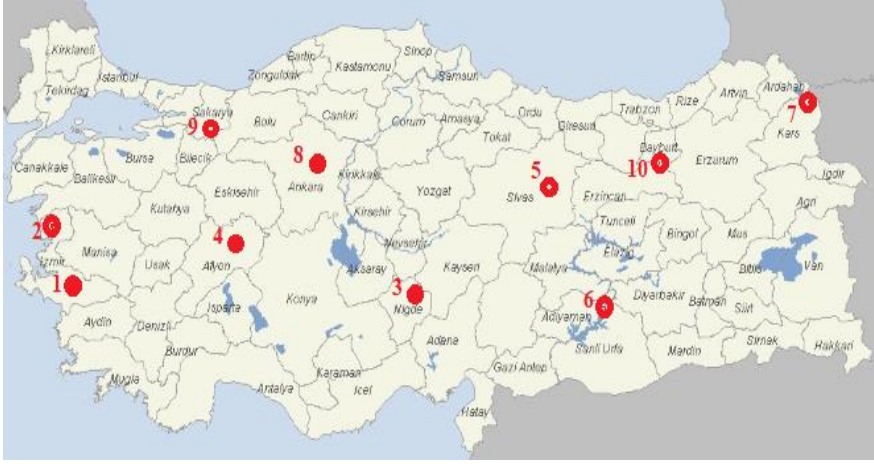 Kirklareli
Tekirdag
Istanbul
Bartin
Zonguldak
Kastamonu
Sinop
Samsun
Ordu
Giresun
Trabzon
Rize
Artvin
Ardahan
7
Kars
9
Sakarya
Bolu
Cankiri
Corum
Amasya
Tokat
Bayburt
10
Erzurum
Igdir
Canakkale
Balikesir
Bursa
Bilecik
8
Ankara
Kirikkale
Yozgat
5
Sivas
Erzincan
Agri
Eskisehir
Kutahya
Kirsehir
Tunceli
2
4
Nevsehir
Bingol
Mus
Izmir
Manisa
Usak
Afyon
Aksaray
Kayseri
Malatya
Elazig
Bitlis
Van
1
Konya
3
Nigde
6
Adiyaman
Diyarbakir
Batman
Siirt
Isparta
Aydin
Denizli
Burdur
Adana
Sanli Urfa
Mardin
Sirnak
Hakkari
Mugla
Antalya
Karaman
Icel
Gazi Antep
Hatay